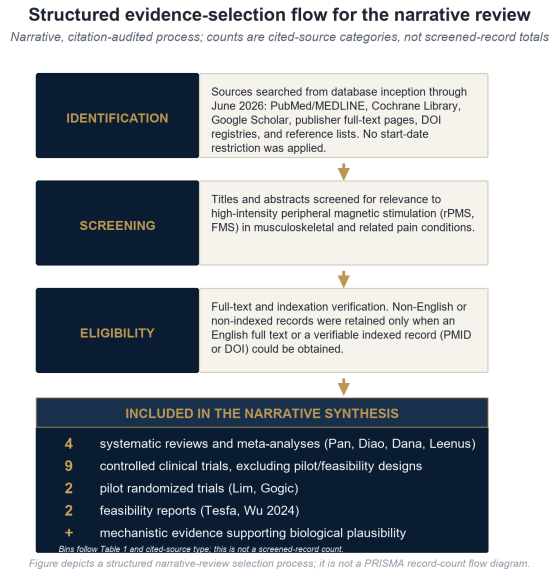 Structured evidence-selection flow for the narrative review
Narrative, citation-audited process; counts are cited-source categories, not screened-record totals
IDENTIFICATION
Sources searched from database inception through
June 2026: PubMed/MEDLINE, Cochrane Library,
Google Scholar, publisher full-text pages, DOI
registries, and reference lists. No start-date
restriction was applied.
SCREENING
Titles and abstracts screened for relevance to
high-intensity peripheral magnetic stimulation (rPMS,
FMS) in musculoskeletal and related pain conditions.
ELIGIBILITY
Full-text and indexation verification. Non-English or
non-indexed records were retained only when an
English full text or a verifiable indexed record (PMID
or DOI) could be obtained.
INCLUDED IN THE NARRATIVE SYNTHESIS
4 systematic reviews and meta-analyses (Pan, Diao, Dana, Leenus)
9 controlled clinical trials, excluding pilot/feasibility designs
2 pilot randomized trials (Lim, Gogic)
2 feasibility reports (Tesfa, Wu 2024)
+ mechanistic evidence supporting biological plausibility
Bins follow Table 1 and cited-source type; this is not a screened-record count.
Figure depicts a structured narrative-review selection process; it is not a PRISMA record-count flow diagram.